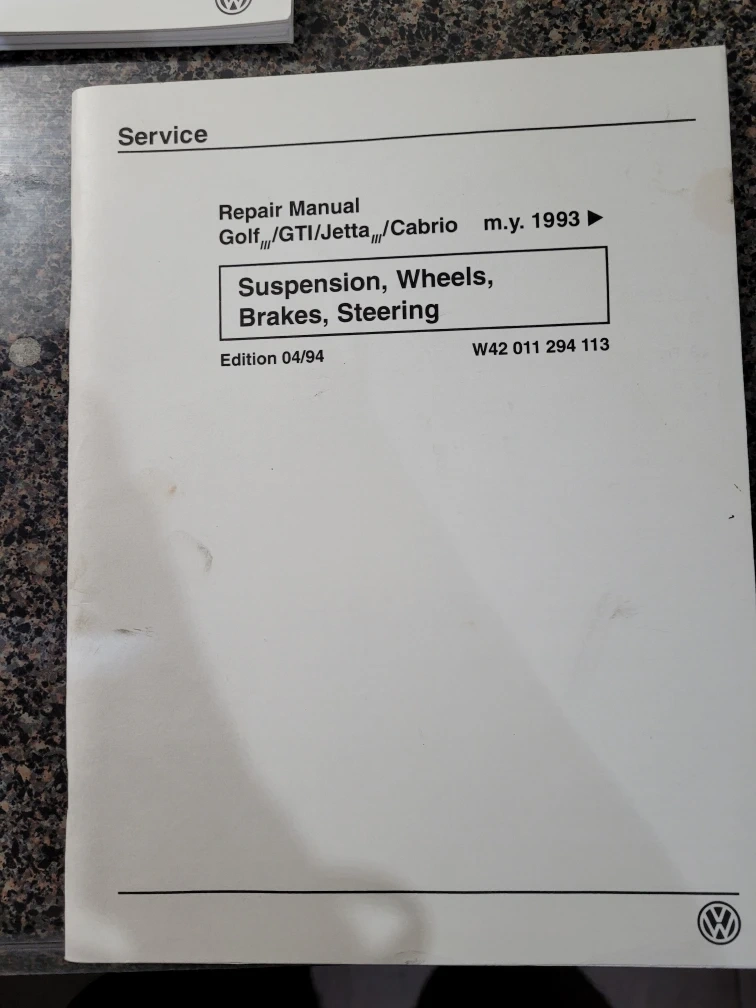 Service
Repair Manual
Golf III/GTI/Jetta III/Cabrio m.y. 1993 ▶
Suspension, Wheels,
Brakes, Steering
Edition 04/94 W42 011 294 113